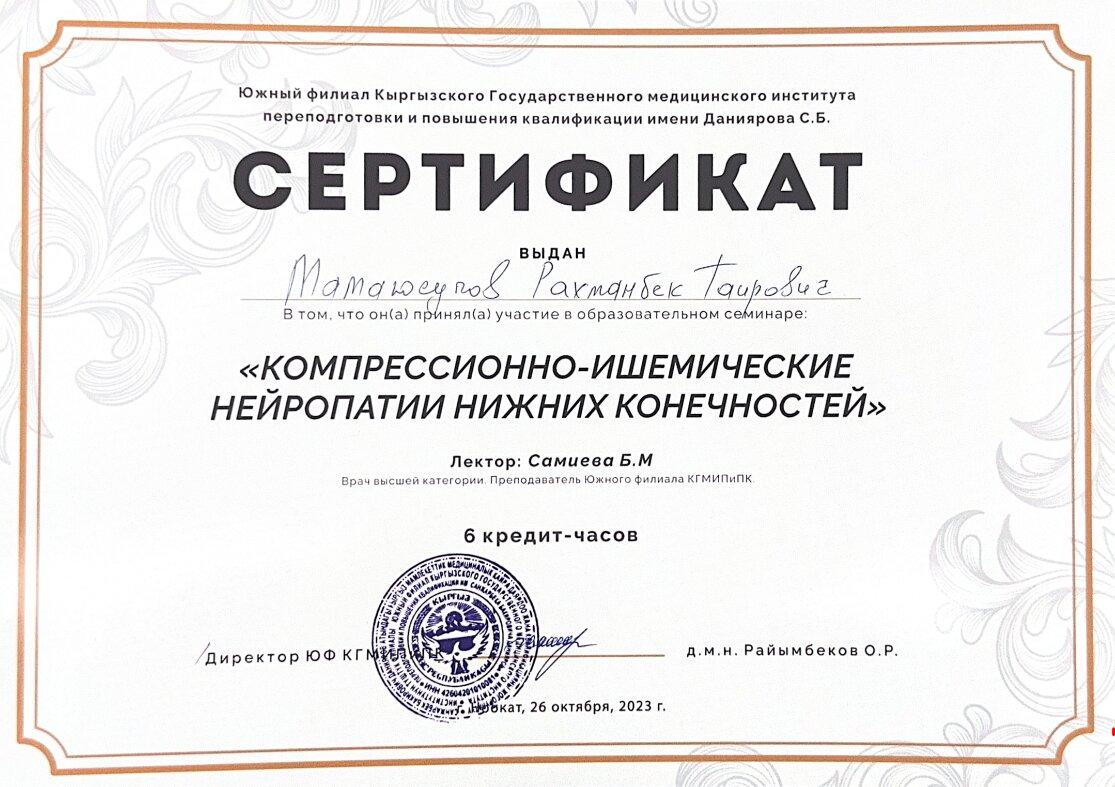 Южный филиал Кыргызского Государственного медицинского института
переподготовки и повышения квалификации имени Даниярова С.Б.
СЕРТИФИКАТ
ВЫДАН
Мамаюсупов Рахманбек Таирович
В том, что он(а) принял(а) участие в образовательном семинаре:
«КОМПРЕССИОННО-ИШЕМИЧЕСКИЕ
НЕЙРОПАТИИ НИЖНИХ КОНЕЧНОСТЕЙ»
Лектор: Самиева Б.М
Врач высшей категории. Преподаватель Южного филиала КГМИПиПК.
6 кредит-часов
Директор ЮФ КГМИПиПК
д.м.н. Райымбеков О.Р.
26 октября, 2023 г.